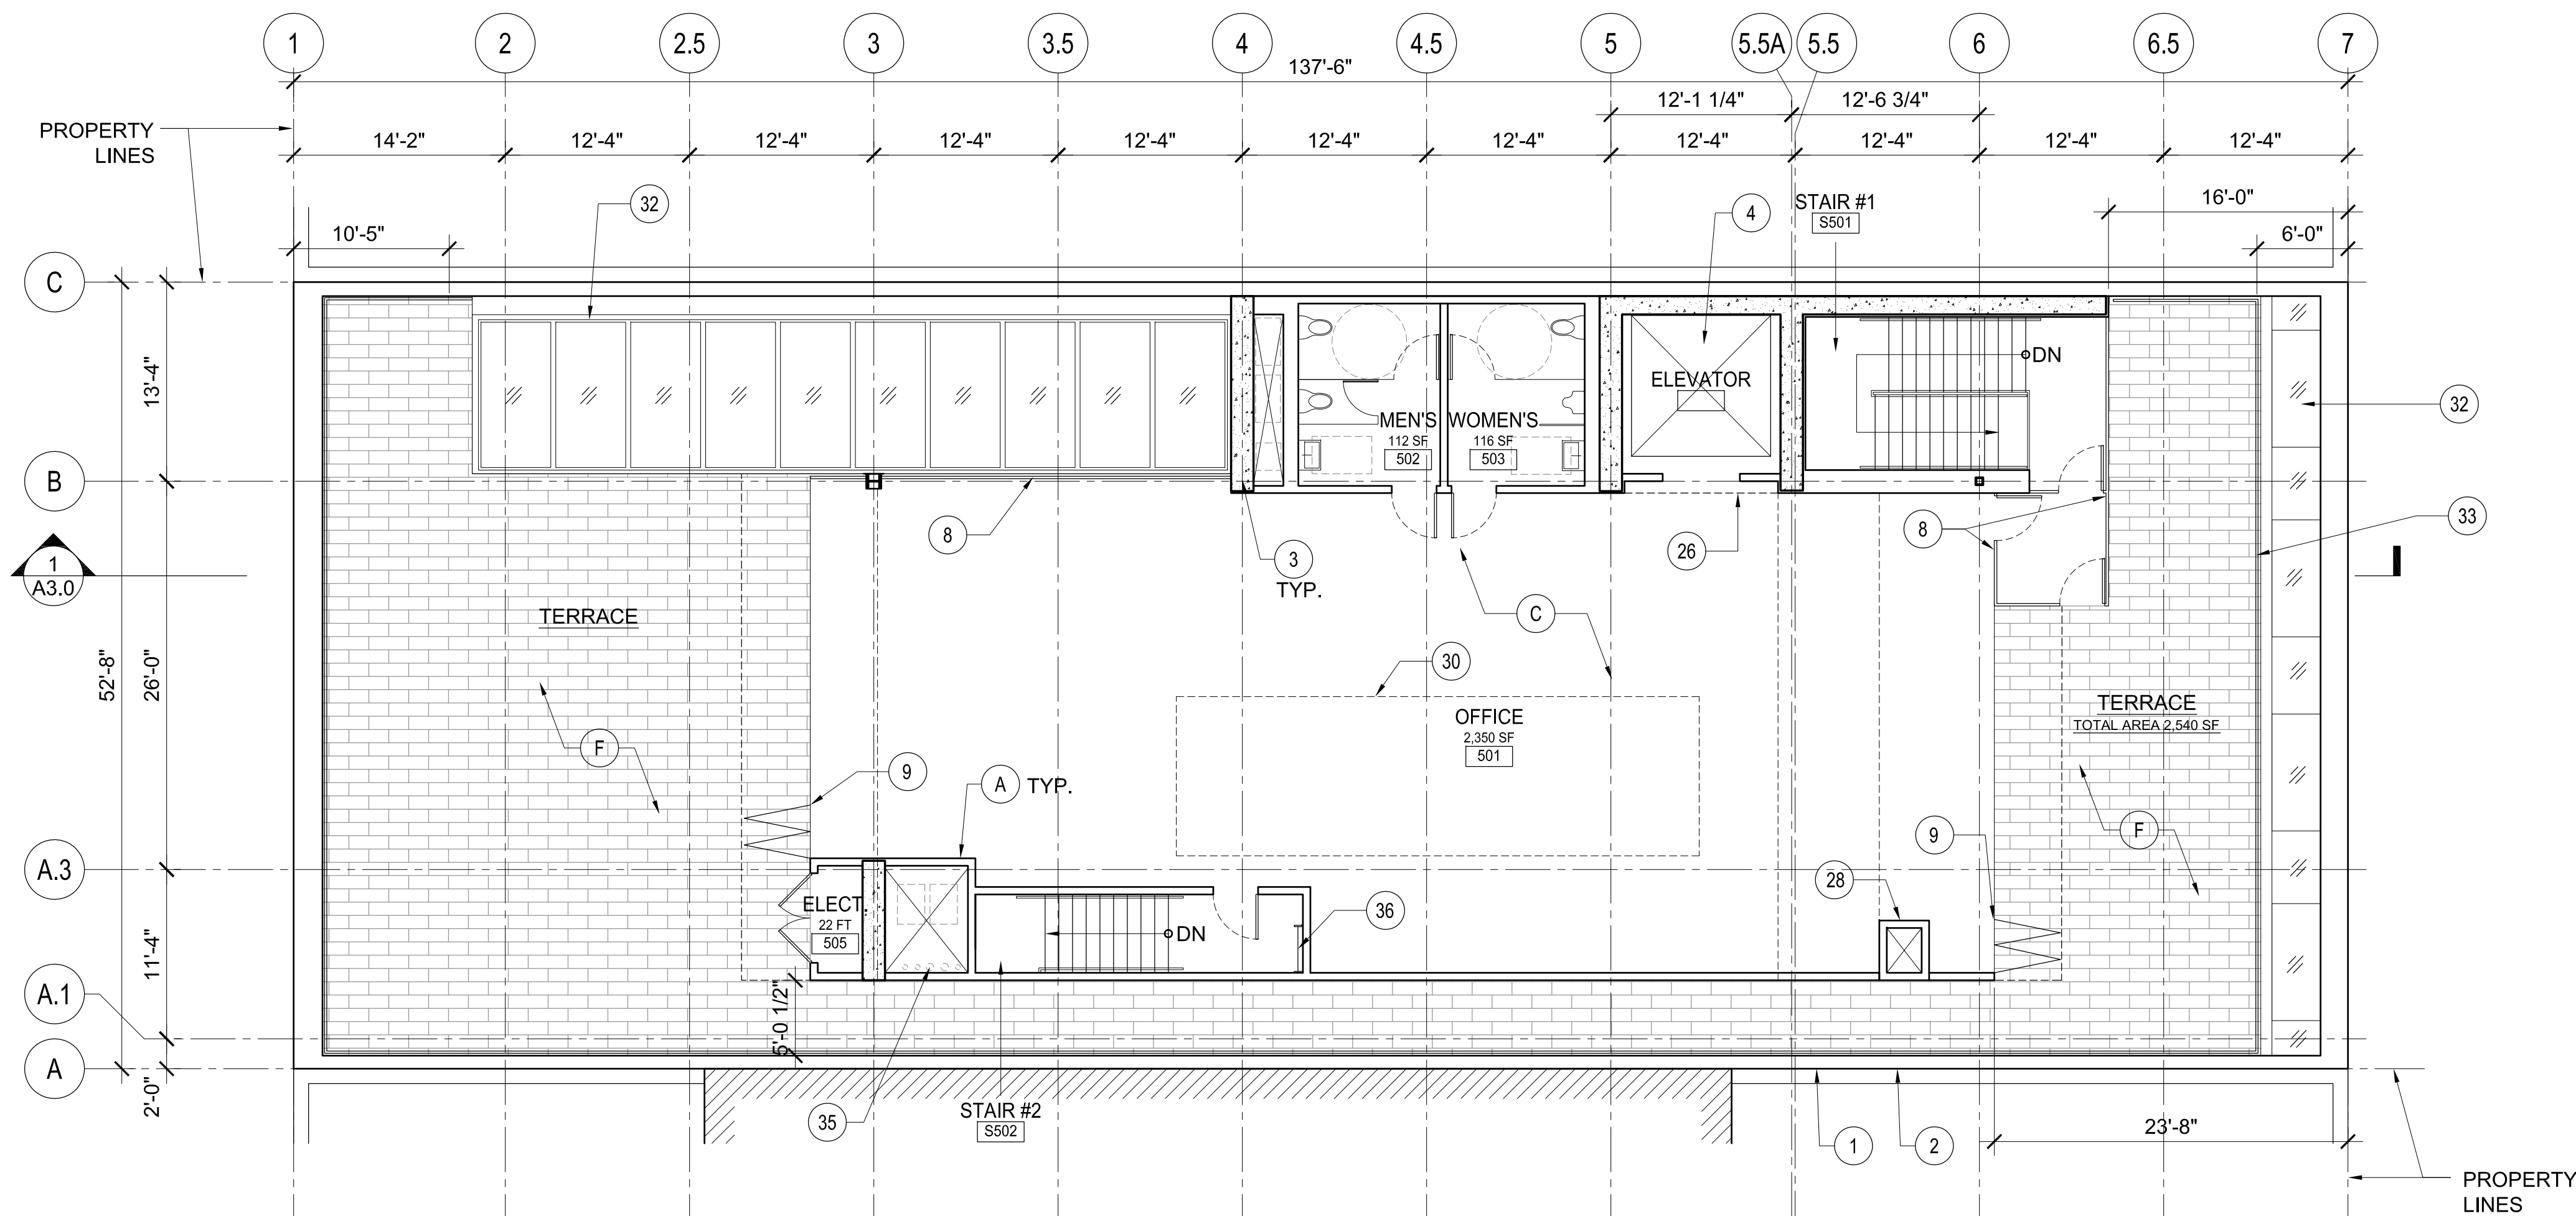 1 2 2.5 3 3.5 4 4.5 5 5.5A 5.5 6 6.5 7
137'-6"
12'-1 1/4" 12'-6 3/4"
PROPERTY
LINES
14'-2" 12'-4" 12'-4" 12'-4" 12'-4" 12'-4" 12'-4" 12'-4" 12'-4" 12'-4" 12'-4"
32
4
STAIR #1
S501
16'-0"
10'-5"
6'-0"
C
13'-4"
DN
ELEVATOR
32
MEN'S
112 SF
502
WOMEN'S
116 SF
503
B
8
3
TYP.
26
8
33
1
A3.0
TERRACE
C
52'-8"
26'-0"
30
OFFICE
2,350 SF
501
TERRACE
TOTAL AREA 2,540 SF
F
9
A TYP.
F
9
A.3
28
ELECT.
22 FT
505
36
DN
11'-4"
A.1
5'-0 1/2"
A
2'-0"
35
STAIR #2
S502
1
2
23'-8"
PROPERTY
LINES